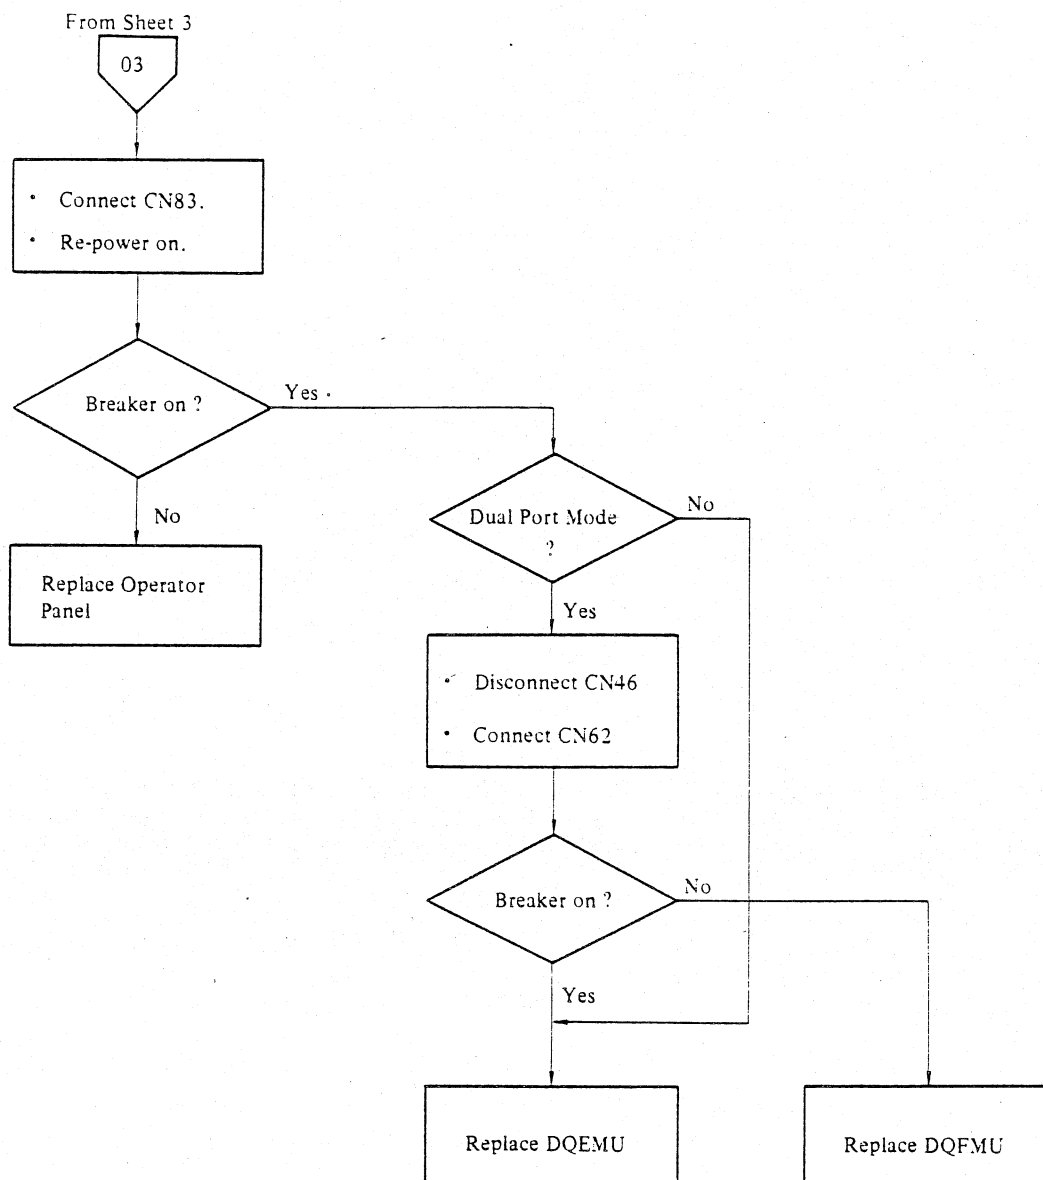 From Sheet 3
03
• Connect CN83.
• Re-power on.
Breaker on ?
Yes
No
Replace Operator
Panel
Dual Port Mode
?
No
Yes
• Disconnect CN46
• Connect CN62
Breaker on ?
No
Yes
Replace DQEMU
Replace DQFMU